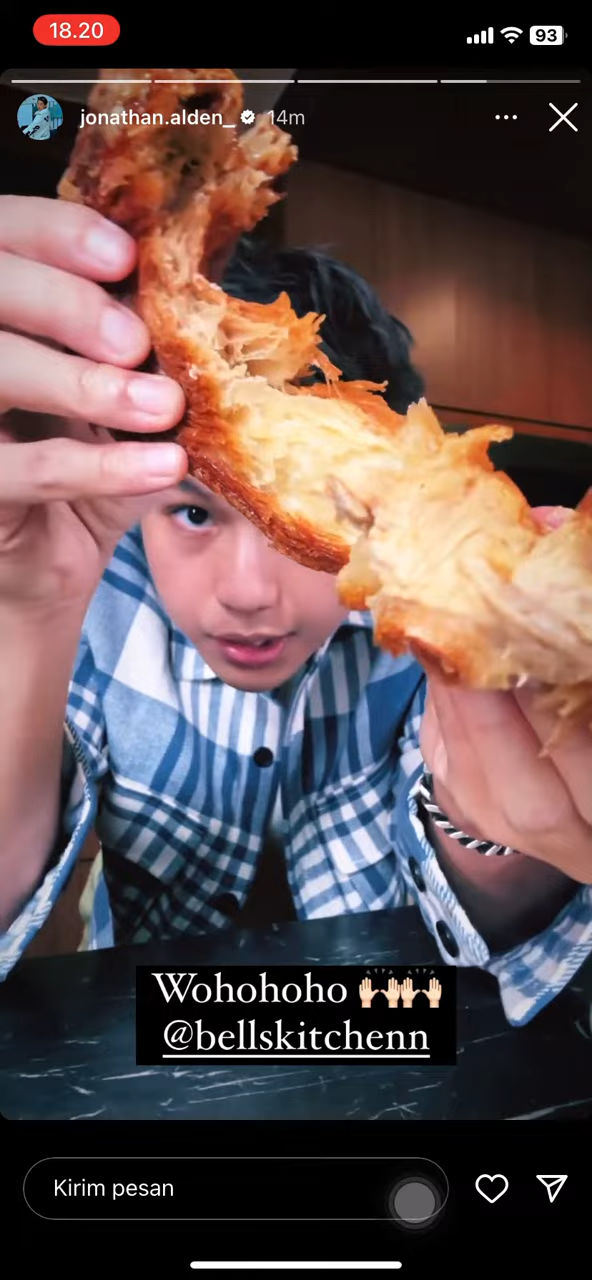 18.20
93
jonathan.alden_ 14m
Wohohoho 🙌🏻🙌🏻
@bellskitchenn
Kirim pesan